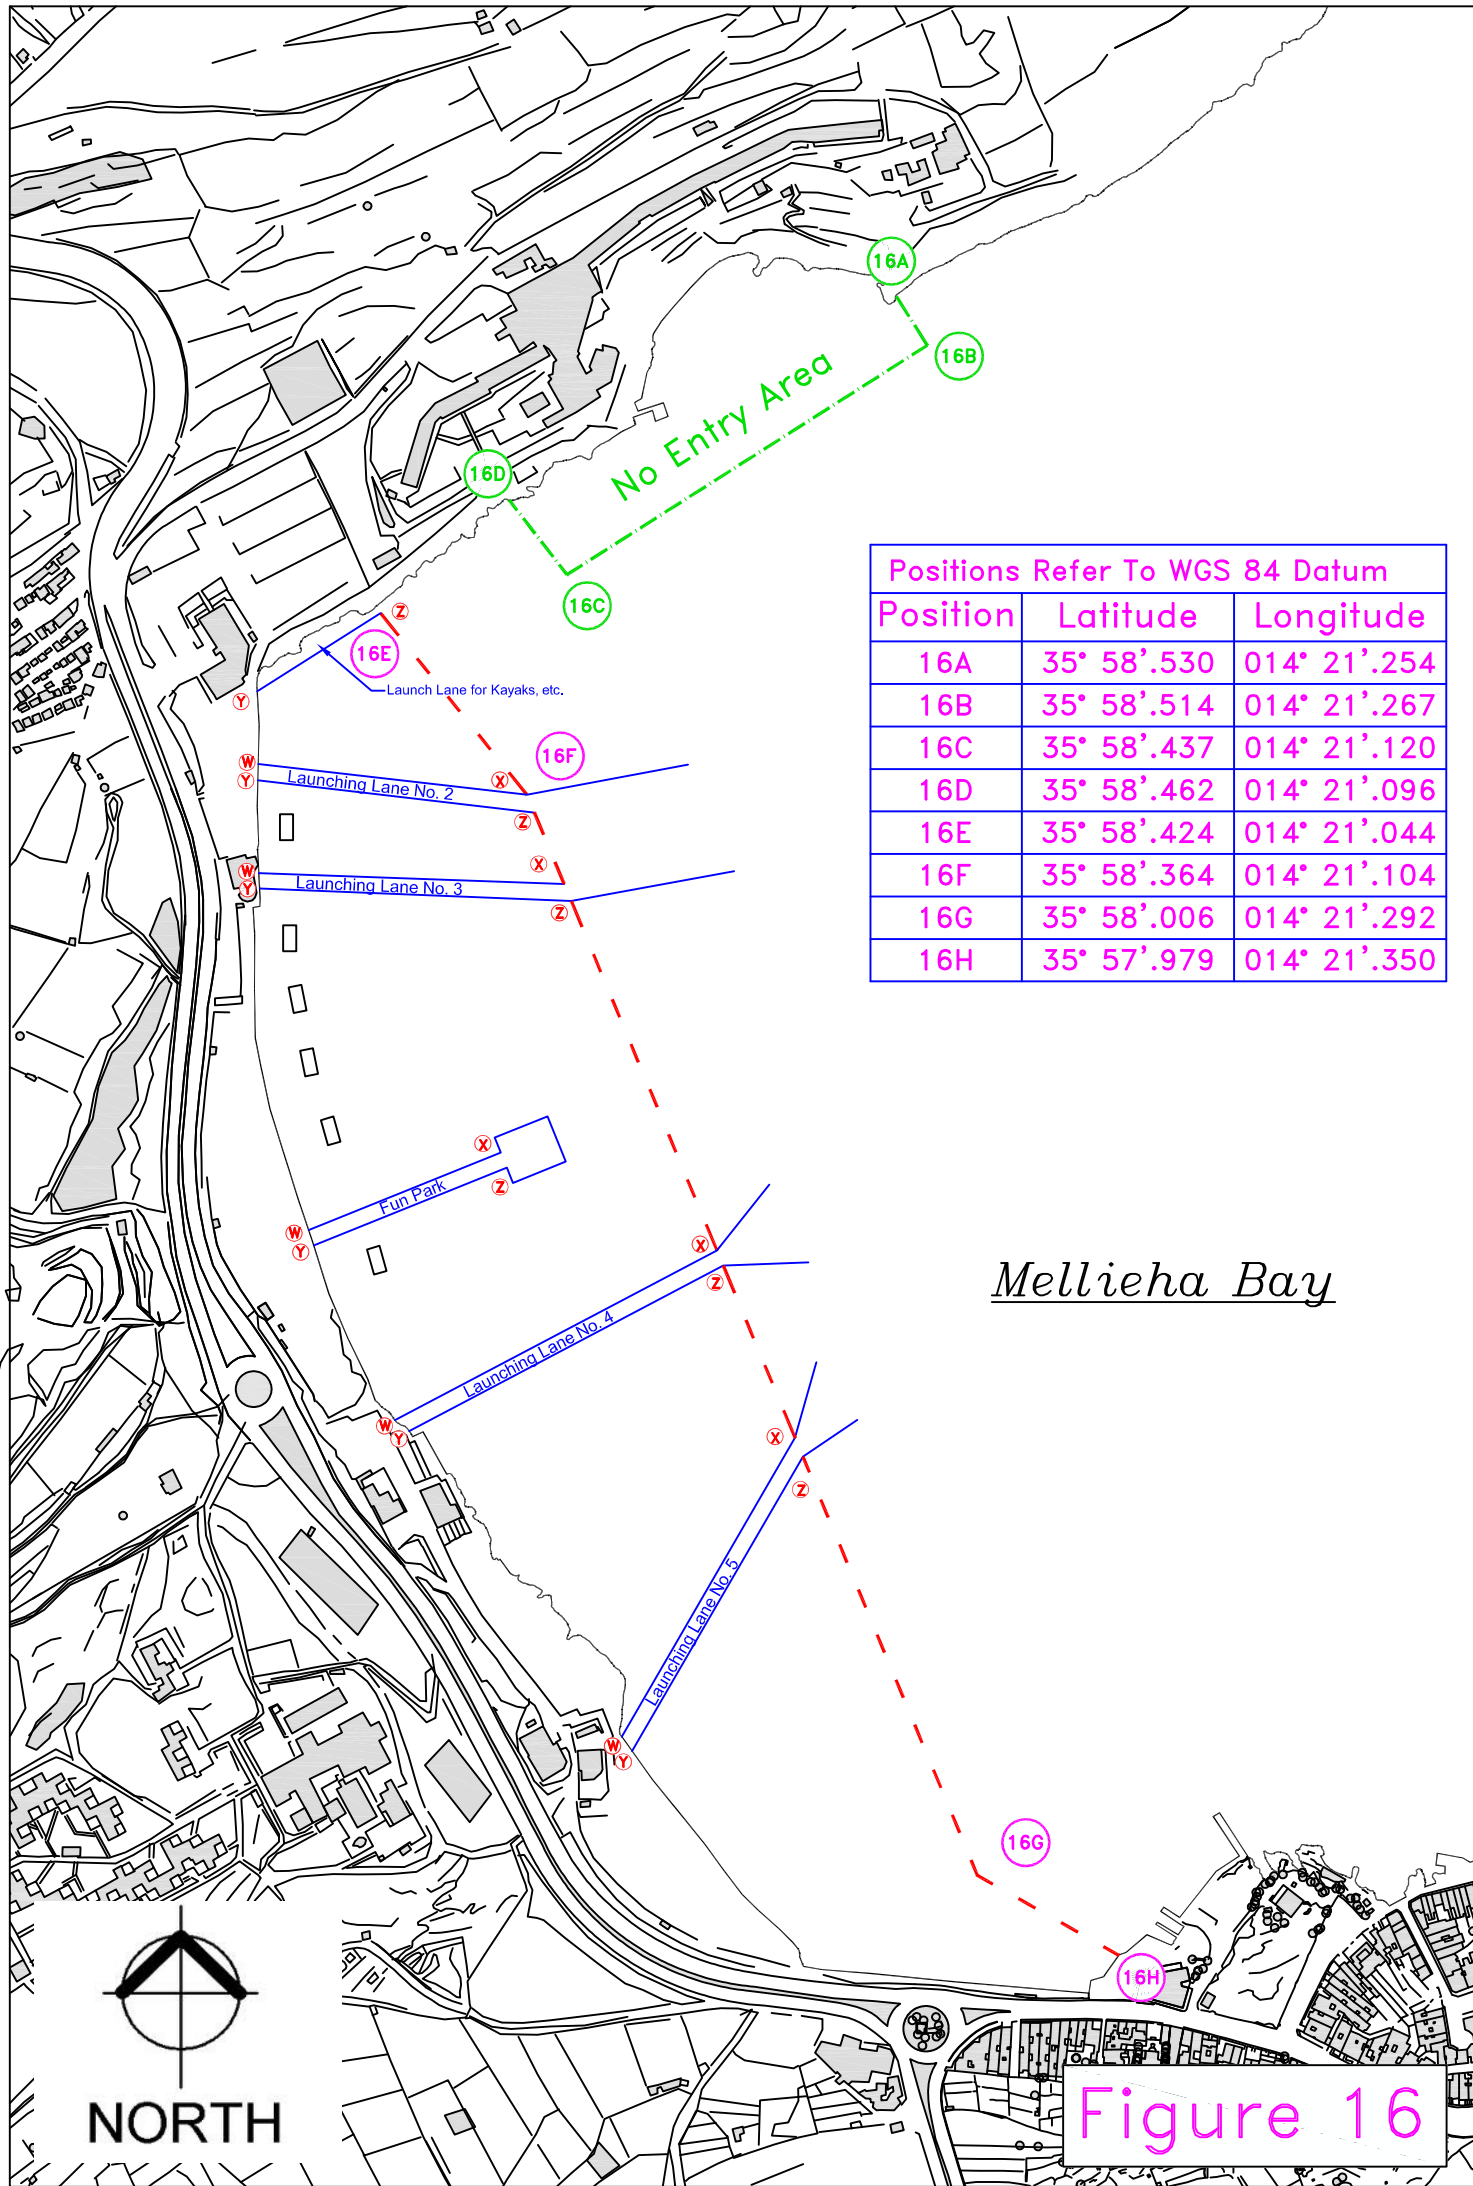 16A
16B
No Entry Area
16D
16C
Positions Refer To WGS 84 Datum
Position Latitude Longitude
16A 35° 58'.530 014° 21'.254
16B 35° 58'.514 014° 21'.267
16C 35° 58'.437 014° 21'.120
16D 35° 58'.462 014° 21'.096
16E 35° 58'.424 014° 21'.044
16F 35° 58'.364 014° 21'.104
16G 35° 58'.006 014° 21'.292
16H 35° 57'.979 014° 21'.350
Z
16E
Launch Lane for Kayaks, etc.
Y
16F
W
X
Y
Launching Lane No. 2
Z
X
W
Y
Launching Lane No. 3
Z
X
Fun Park
Z
W
Y
X
Z
Mellieha Bay
Launching Lane No. 4
W
Y
X
Z
Launching Lane No. 5
W
Y
16G
16H
NORTH
Figure 16